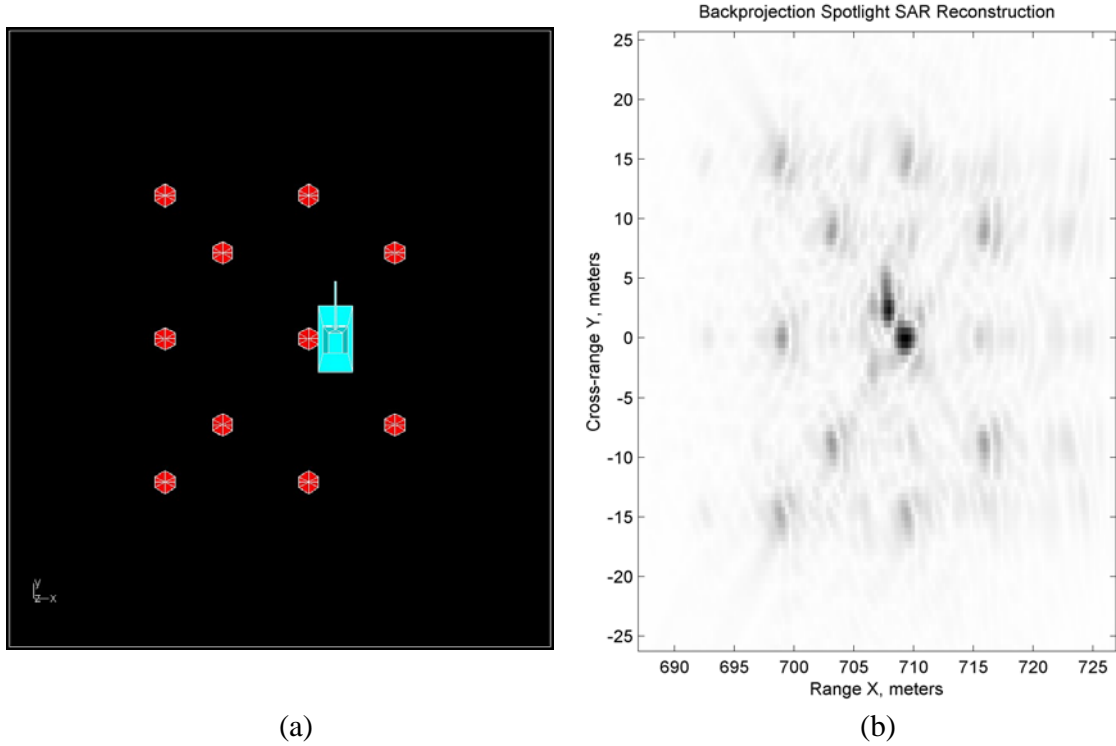 Backprojection Spotlight SAR Reconstruction
25
20
15
10
5
0
-5
-10
-15
-20
-25
Cross-range Y, meters
690 695 700 705 710 715 720 725
Range X, meters
y
z x
(a) (b)